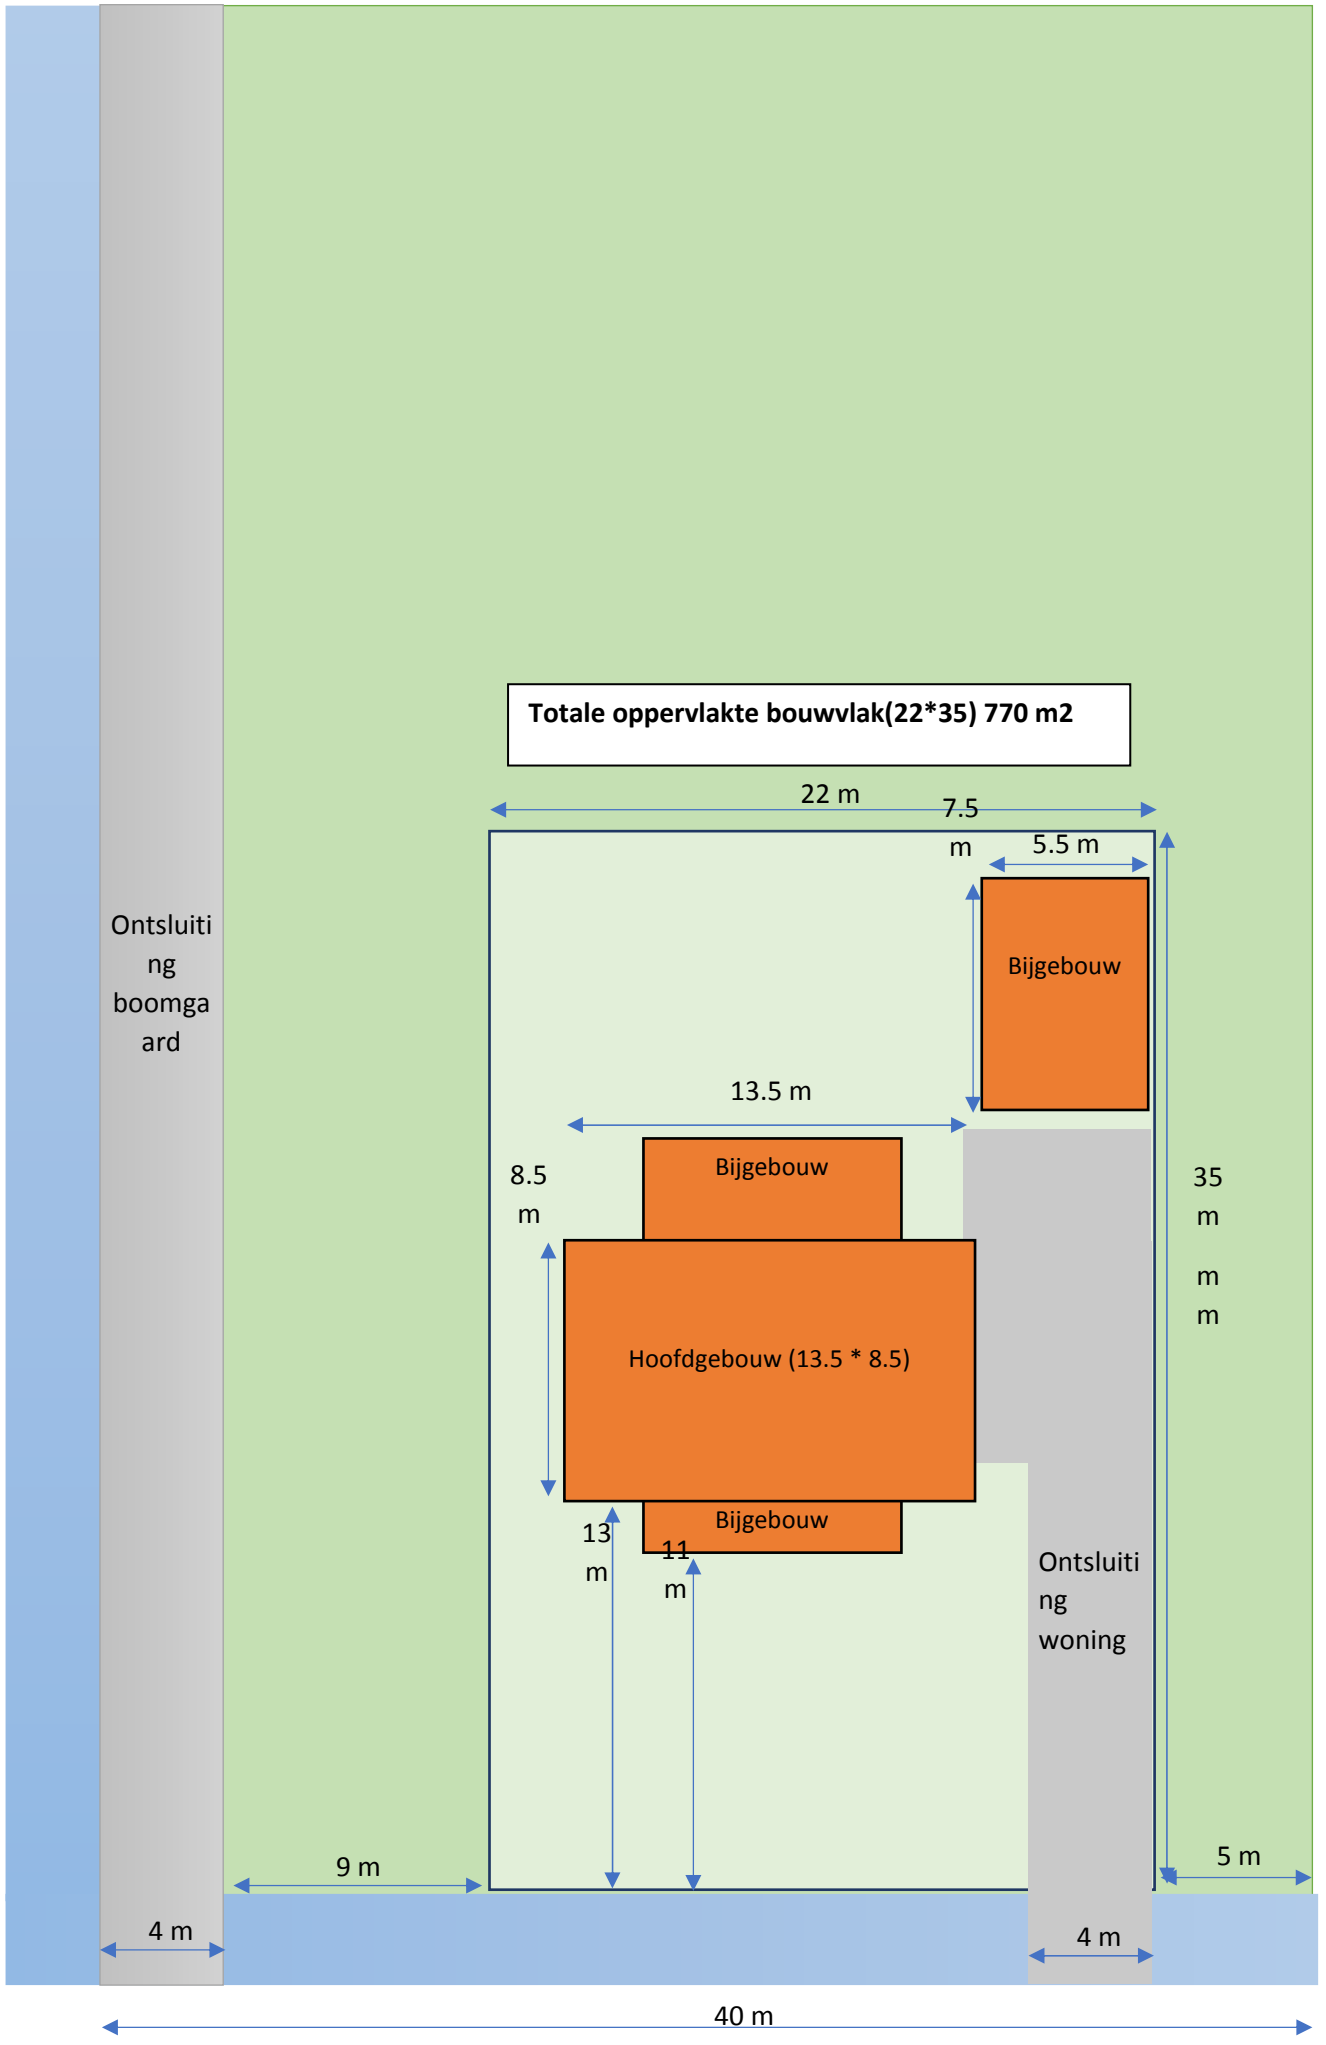 Totale oppervlakte bouwvlak(22*35) 770 m2
22 m
7.5
m
5.5 m
Bijgebouw
Ontsluiti
ng
boomga
ard
13.5 m
Bijgebouw
8.5
m
35
m
m
m
Hoofdgebouw (13.5 * 8.5)
Bijgebouw
13
m
11
m
Ontsluiti
ng
woning
9 m
5 m
4 m
4 m
40 m